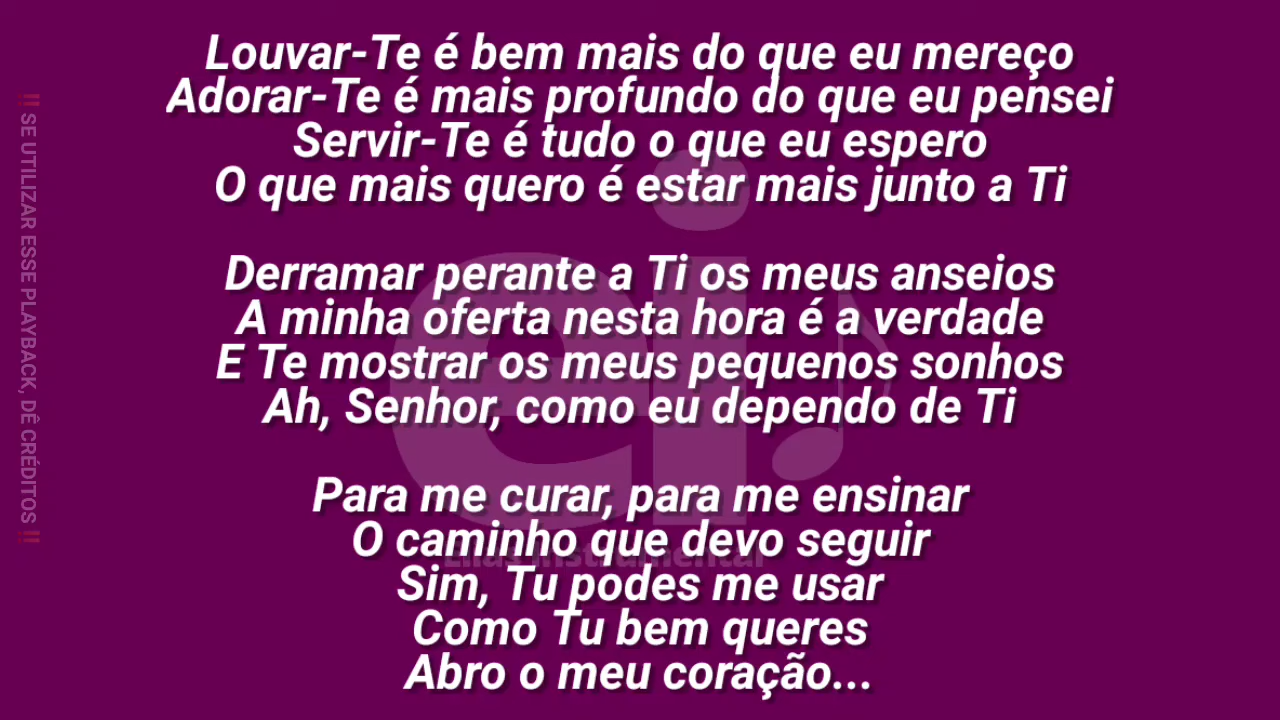 Louvar-Te é bem mais do que eu mereço
Adorar-Te é mais profundo do que eu pensei
Servir-Te é tudo o que eu espero
O que mais quero é estar mais junto a Ti
Derramar perante a Ti os meus anseios
A minha oferta nesta hora é a verdade
E Te mostrar os meus pequenos sonhos
Ah, Senhor, como eu dependo de Ti
Para me curar, para me ensinar
O caminho que devo seguir
Sim, Tu podes me usar
Como Tu bem queres
Abro o meu coração...
!! SE UTILIZAR ESSE PLAYBACK, DÊ CRÉDITOS !!
ei
Elias Instrumental